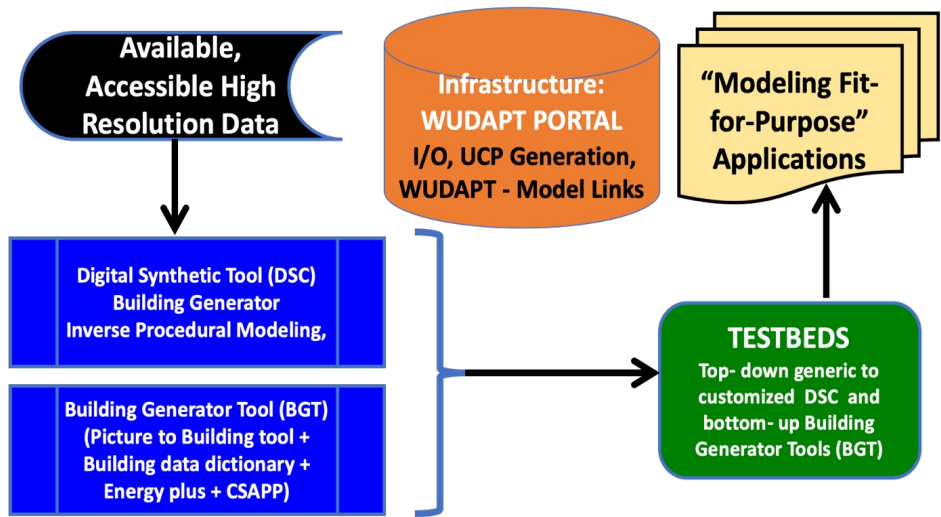 Available,
Accessible High
Resolution Data
Infrastructure:
WUDAPT PORTAL
I/O, UCP Generation,
WUDAPT - Model Links
“Modeling Fit-
for-Purpose”
Applications
Digital Synthetic Tool (DSC)
Building Generator
Inverse Procedural Modeling,
Building Generator Tool (BGT)
(Picture to Building tool +
Building data dictionary +
Energy plus + CSAPP)
TESTBEDS
Top- down generic to
customized DSC and
bottom- up Building
Generator Tools (BGT)